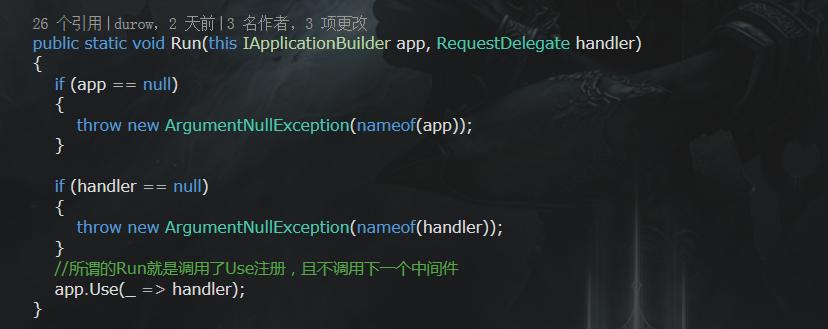 26 个引用|durow，2 天前|3 名作者，3 项更改
public static void Run(this IApplicationBuilder app, RequestDelegate handler)
{
if (app == null)
{
throw new ArgumentNullException(nameof(app));
}
if (handler == null)
{
throw new ArgumentNullException(nameof(handler));
}
//所谓的Run就是调用了Use注册，且不调用下一个中间件
app.Use(_ => handler);
}